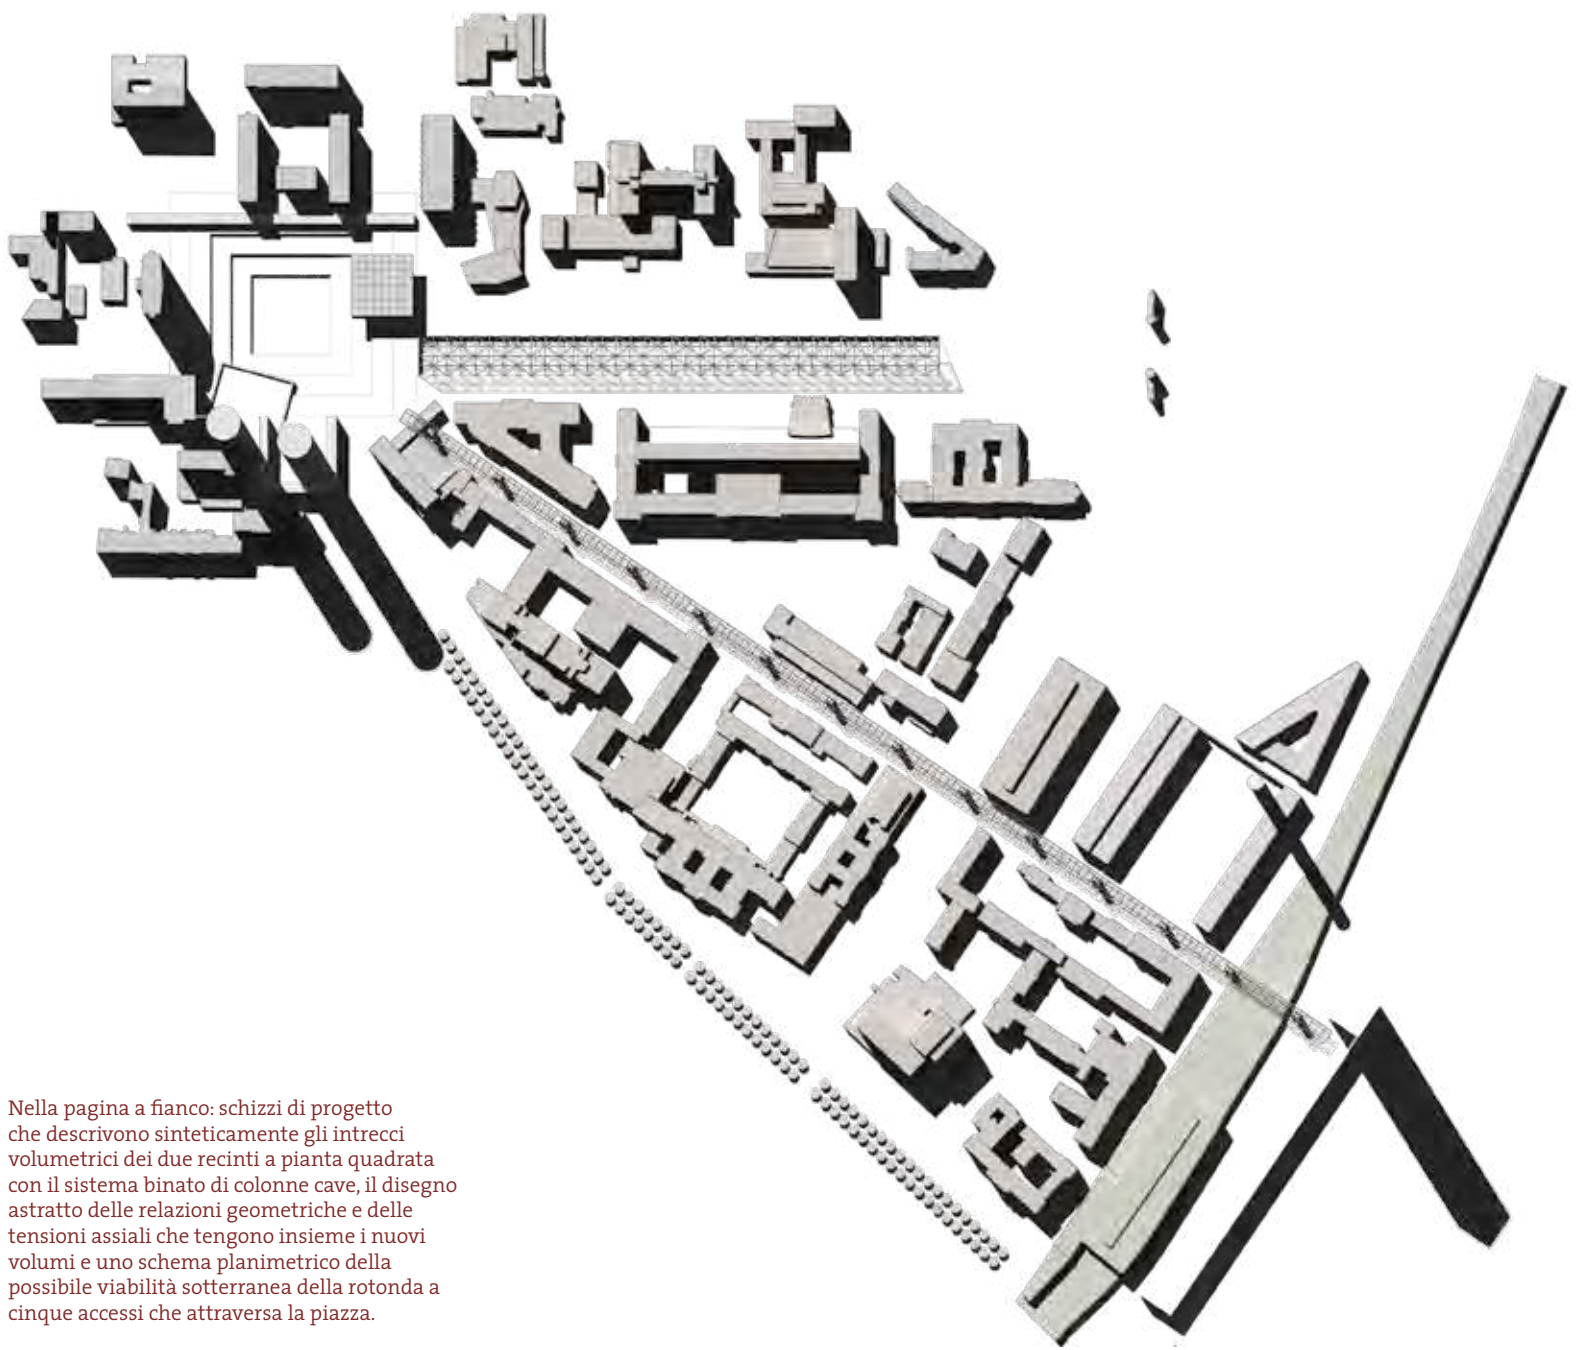 Nella pagina a fianco: schizzi di progetto
che descrivono sinteticamente gli intrecci
volumetrici dei due recinti a pianta quadrata
con il sistema binato di colonne cave, il disegno
astratto delle relazioni geometriche e delle
tensioni assiali che tengono insieme i nuovi
volumi e uno schema planimetrico della
possibile viabilità sotterranea della rotonda a
cinque accessi che attraversa la piazza.